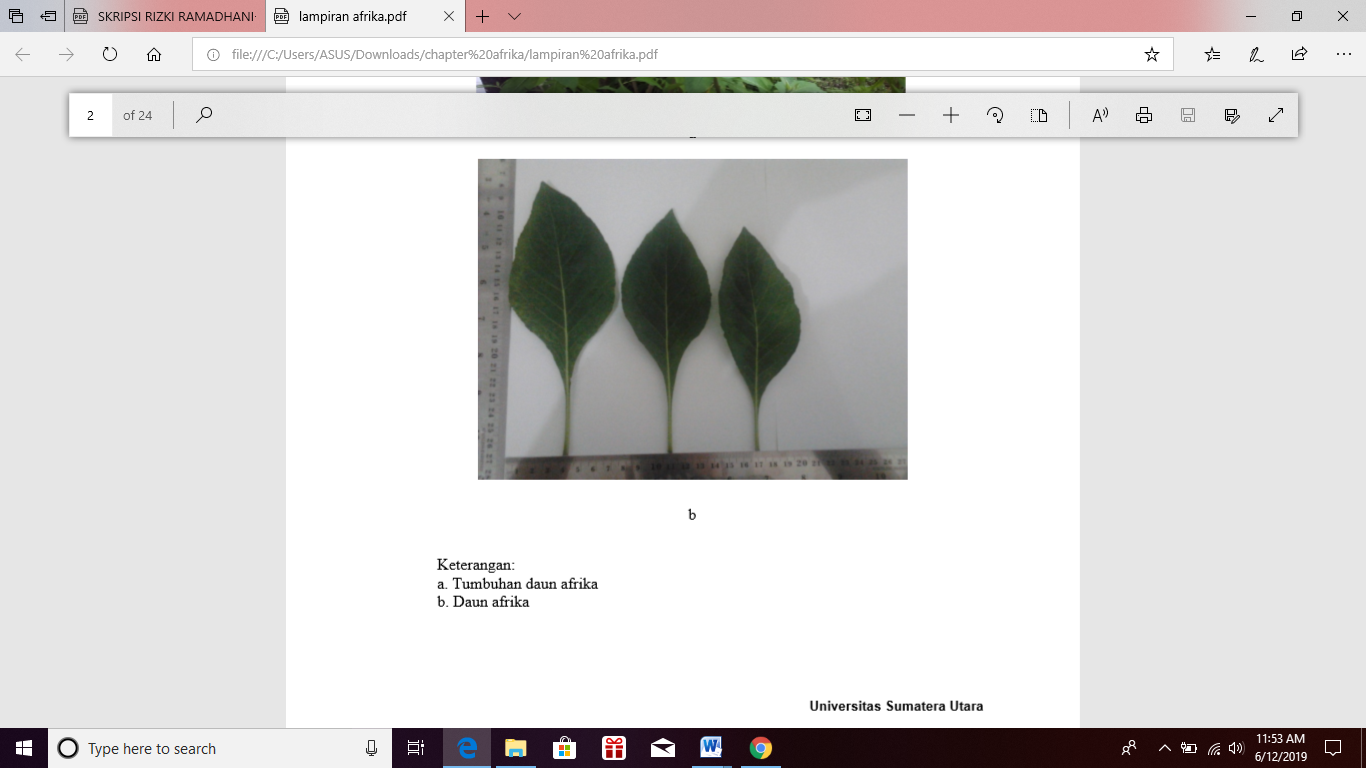 SKRIPSI RIZKI RAMADHANI
lampiran afrika.pdf
file:///C:/Users/ASUS/Downloads/chapter%20afrika/lampiran%20afrika.pdf
2 of 24
b
Keterangan:
a. Tumbuhan daun afrika
b. Daun afrika
Universitas Sumatera Utara
Type here to search
11:53 AM
6/12/2019